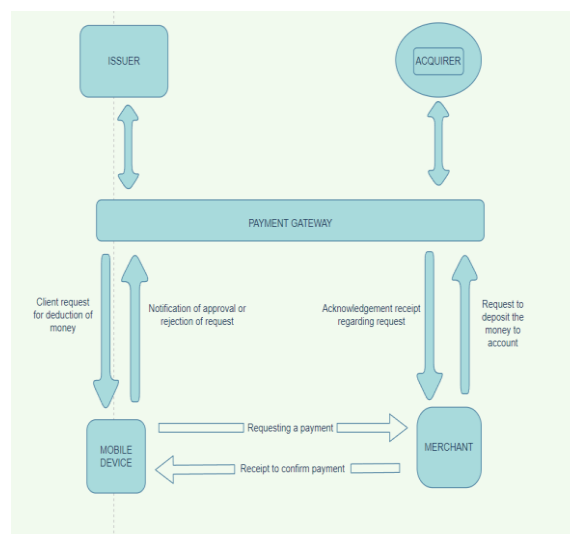 ISSUER
ACQUIRER
PAYMENT GATEWAY
Client request
for deduction of
money
Notification of approval or
rejection of request
Acknowledgement receipt
regarding request
Request to
deposit the
money to
account
MOBILE
DEVICE
Requesting a payment
Receipt to confirm payment
MERCHANT